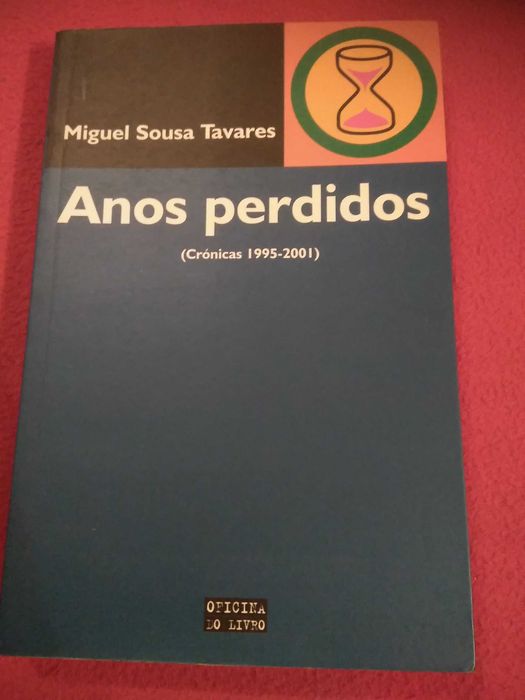 Miguel Sousa Tavares
Anos perdidos
(Crónicas 1995-2001)
OFICINA
DO LIVRO